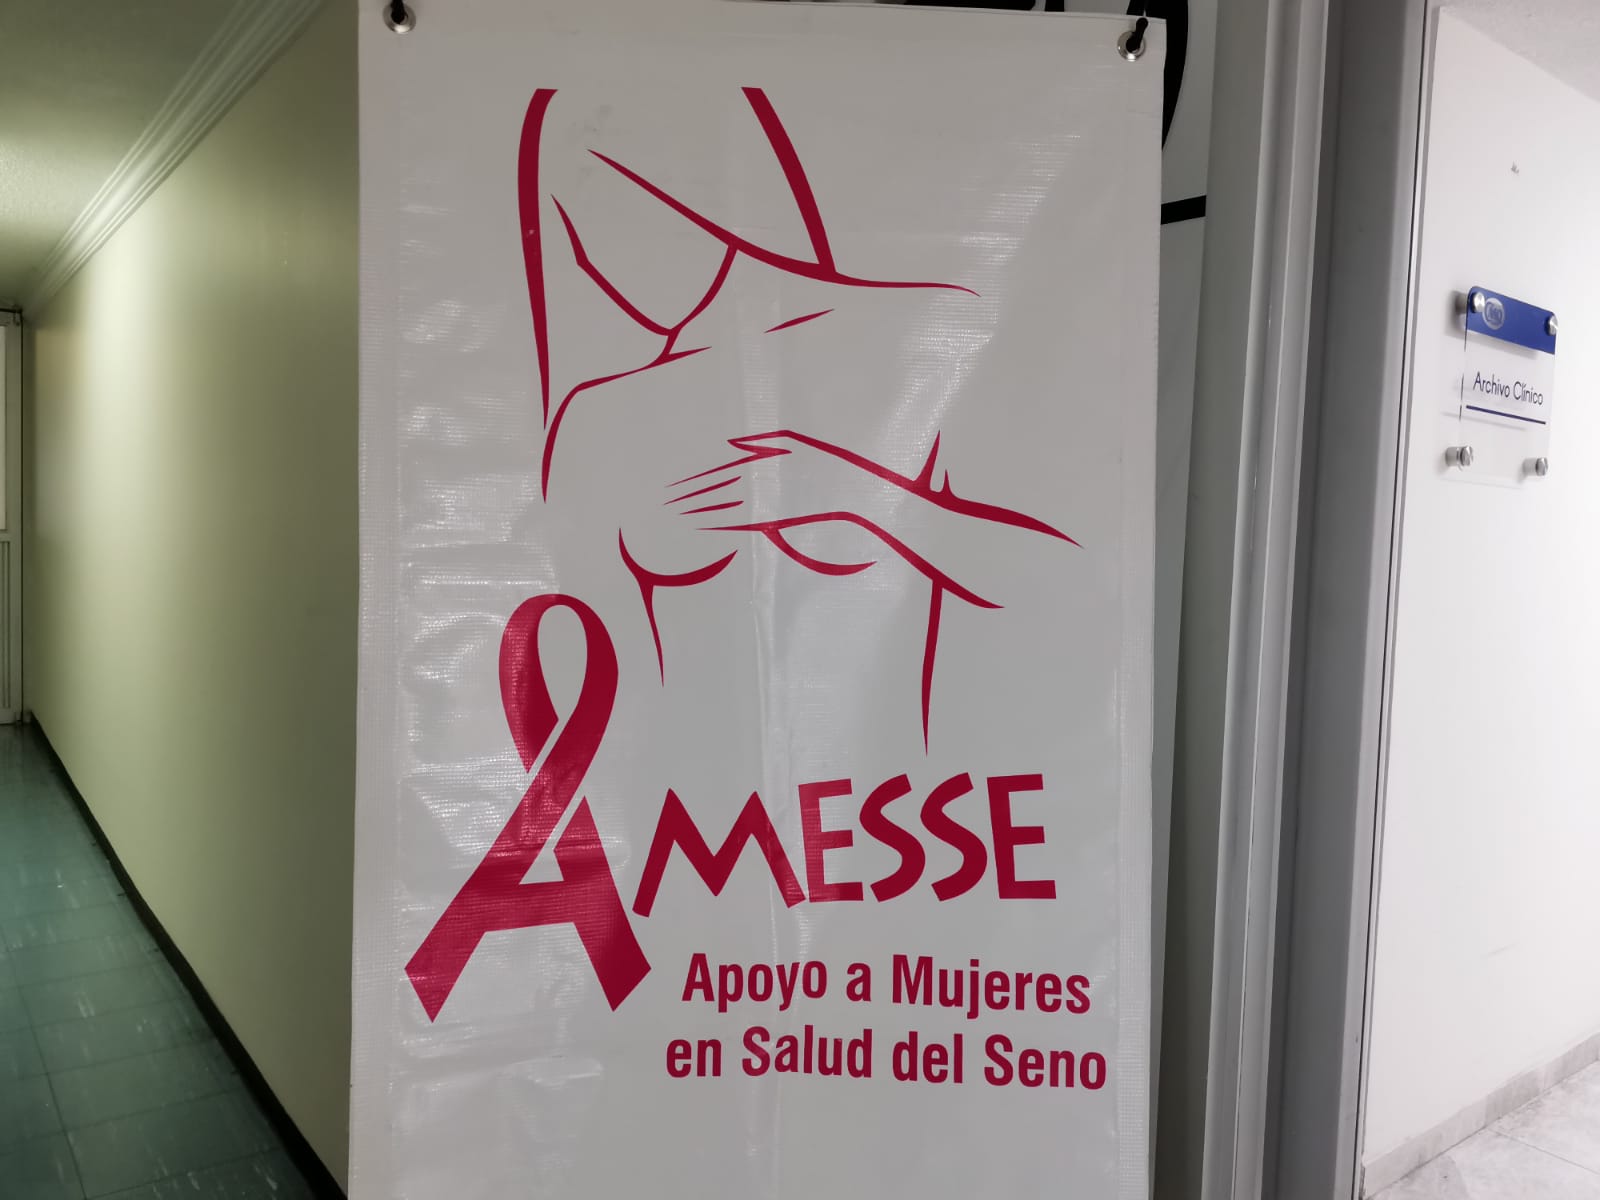 AMESSE
Apoyo a Mujeres
en Salud del Seno
Archivo Clínico